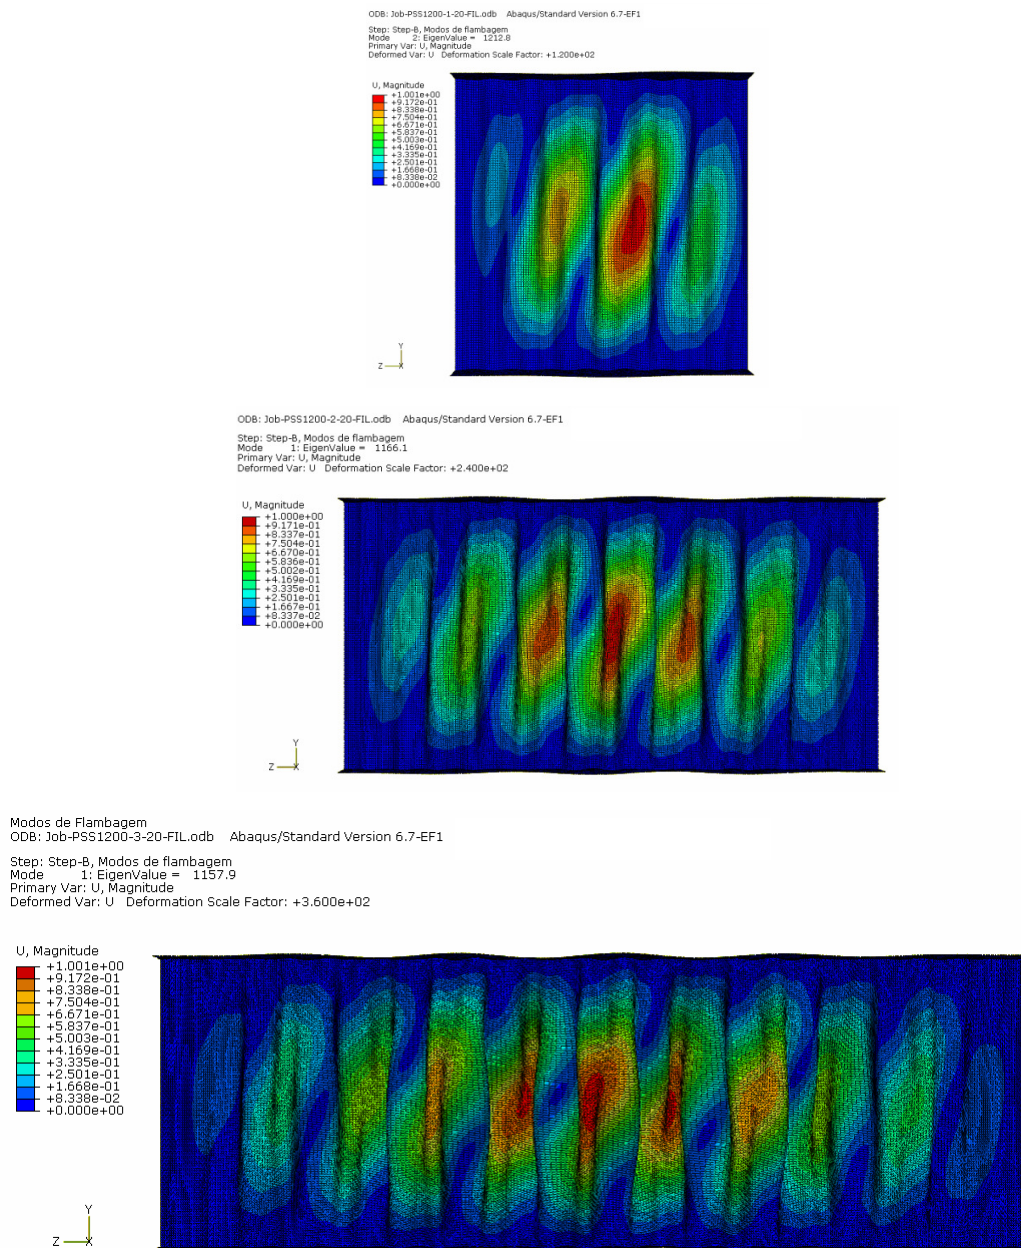 ODB: Job-PSS1200-1-20-FIL.odb    Abaqus/Standard Version 6.7-EF1
Step: Step-B, Modos de flambagem
Mode      2: EigenValue =   1212.8
Primary Var: U, Magnitude
Deformed Var: U   Deformation Scale Factor: +1.200e+02
U, Magnitude
+1.001e+00
+9.172e-01
+8.338e-01
+7.504e-01
+6.671e-01
+5.837e-01
+5.003e-01
+4.169e-01
+3.335e-01
+2.501e-01
+1.668e-01
+8.338e-02
+0.000e+00
Y
Z
X
ODB: Job-PSS1200-2-20-FIL.odb    Abaqus/Standard Version 6.7-EF1
Step: Step-B, Modos de flambagem
Mode      1: EigenValue =   1166.1
Primary Var: U, Magnitude
Deformed Var: U   Deformation Scale Factor: +2.400e+02
U, Magnitude
+1.000e+00
+9.171e-01
+8.337e-01
+7.504e-01
+6.670e-01
+5.836e-01
+5.002e-01
+4.169e-01
+3.335e-01
+2.501e-01
+1.667e-01
+8.337e-02
+0.000e+00
Y
Z
X
Modos de Flambagem
ODB: Job-PSS1200-3-20-FIL.odb    Abaqus/Standard Version 6.7-EF1
Step: Step-B, Modos de flambagem
Mode      1: EigenValue =   1157.9
Primary Var: U, Magnitude
Deformed Var: U   Deformation Scale Factor: +3.600e+02
U, Magnitude
+1.001e+00
+9.172e-01
+8.338e-01
+7.504e-01
+6.671e-01
+5.837e-01
+5.003e-01
+4.169e-01
+3.335e-01
+2.501e-01
+1.668e-01
+8.338e-02
+0.000e+00
Y
Z
X